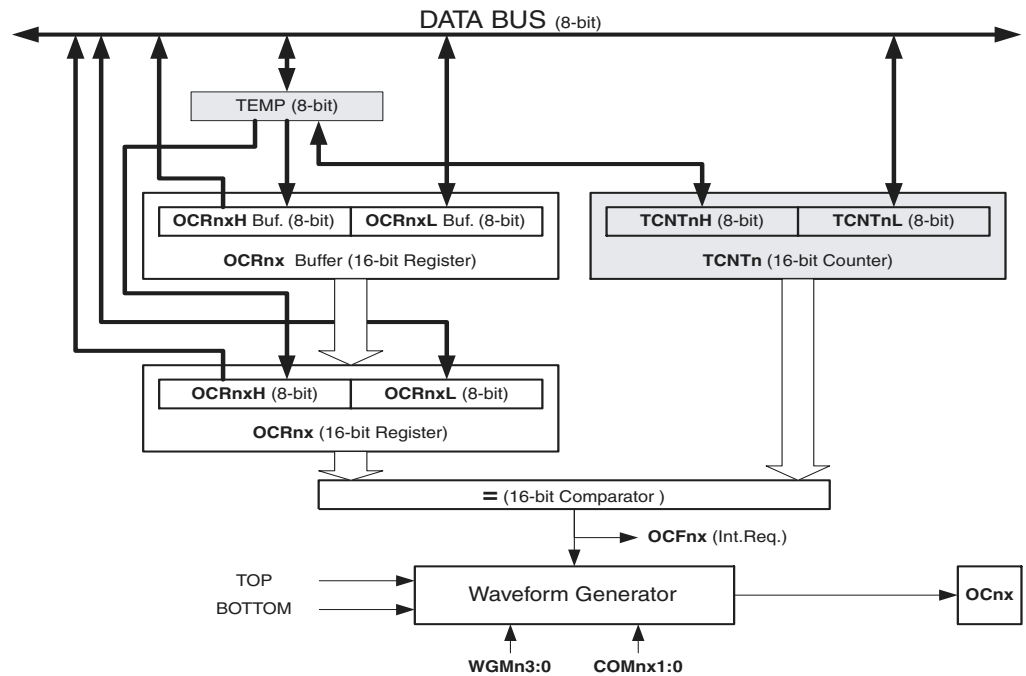 DATA BUS (8-bit)
TEMP (8-bit)
OCRnxH Buf. (8-bit) OCRnxL Buf. (8-bit)
OCRnx Buffer (16-bit Register)
TCNTnH (8-bit) TCNTnL (8-bit)
TCNTn (16-bit Counter)
OCRnxH (8-bit) OCRnxL (8-bit)
OCRnx (16-bit Register)
= (16-bit Comparator )
OCFnx (Int.Req.)
TOP
BOTTOM
Waveform Generator
OCnx
WGMn3:0 COMnx1:0